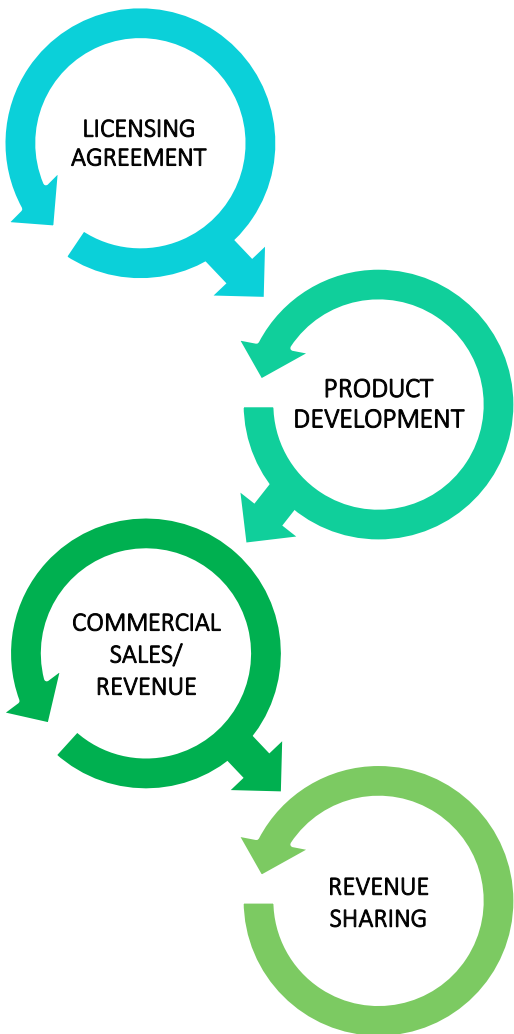 LICENSING
AGREEMENT
PRODUCT
DEVELOPMENT
COMMERCIAL
SALES/
REVENUE
REVENUE
SHARING